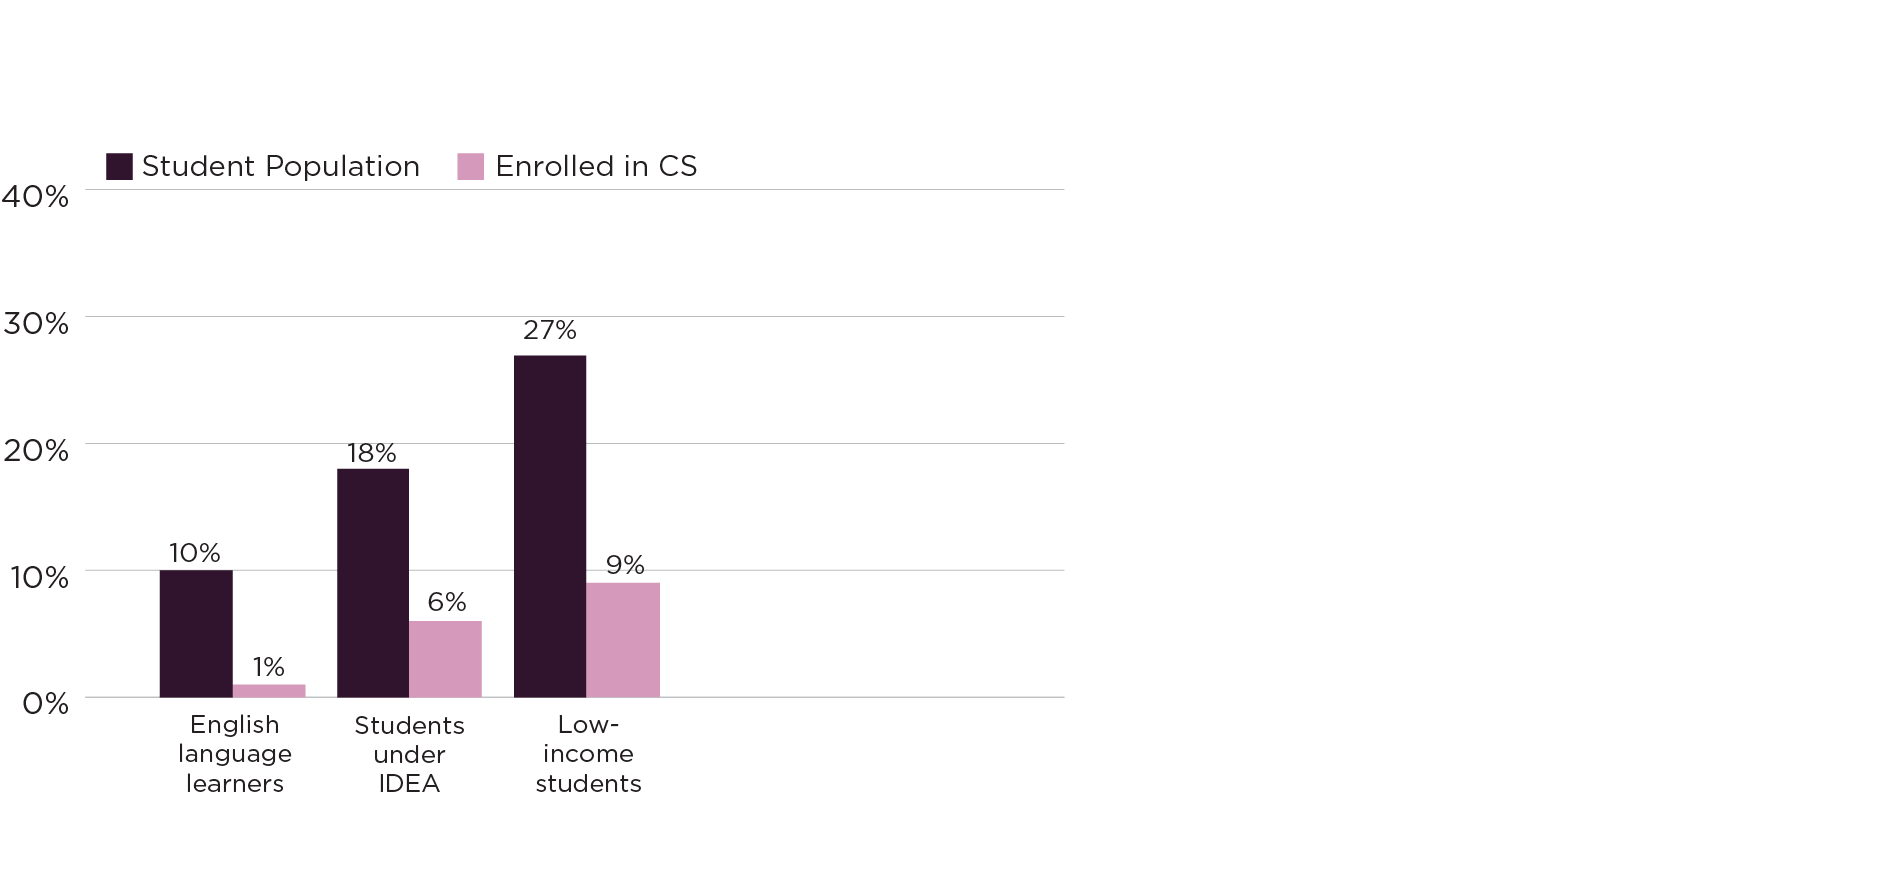 Student Population
Enrolled in CS
40%
30%
20%
10%
0%
10%
1%
18%
6%
27%
9%
English
language
learners
Students
under
IDEA
Low-
income
students